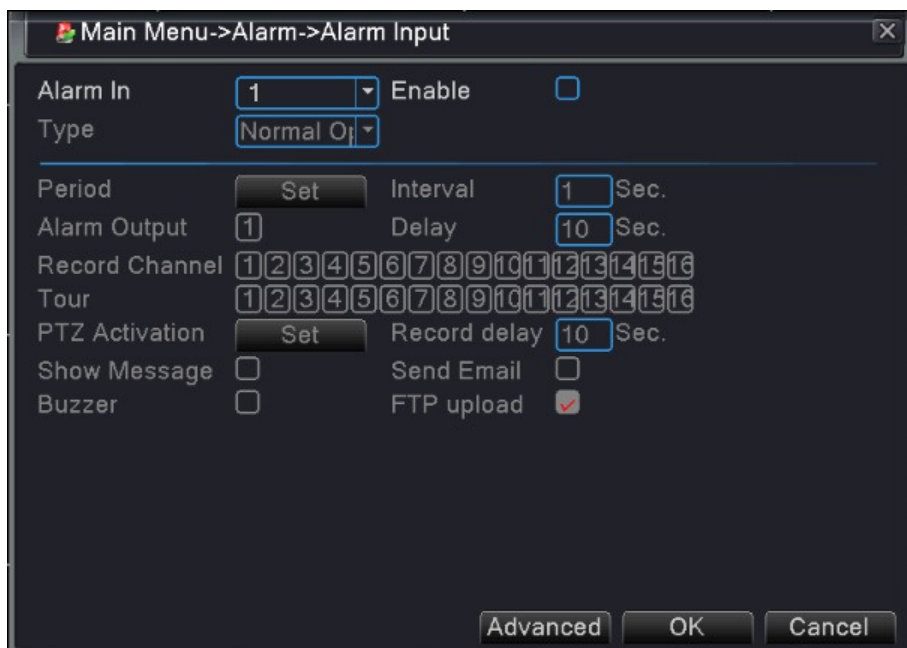 Main Menu->Alarm->Alarm Input
Alarm In 1 Enable
Type Normal
Period Set Interval 1 Sec.
Alarm Output 1 Delay 10 Sec.
Record Channel 1 2 3 4 5 6 7 8 9 10 11 12 13 14 15 16
Tour 1 2 3 4 5 6 7 8 9 10 11 12 13 14 15 16
PTZ Activation Set Record delay 10 Sec.
Show Message Send Email
Buzzer FTP upload
Advanced OK Cancel